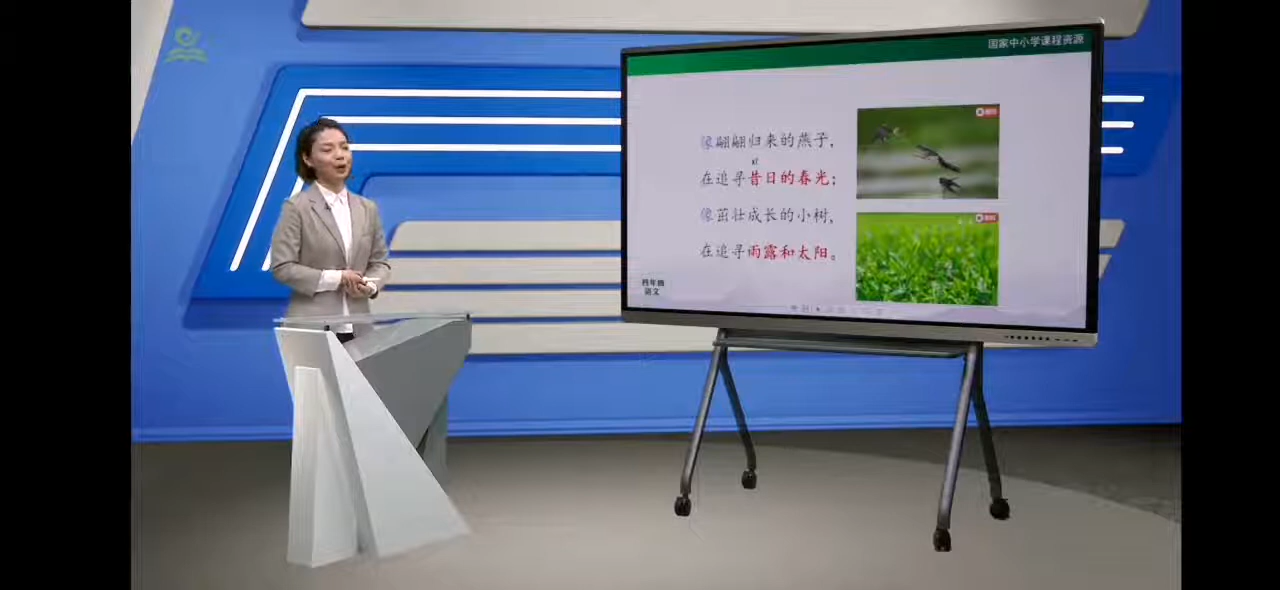 国家中小学课程资源
像翩翩归来的燕子，
xī
在追寻昔日的春光；
像茁壮成长的小树，
在追寻雨露和太阳。
四年级
语文